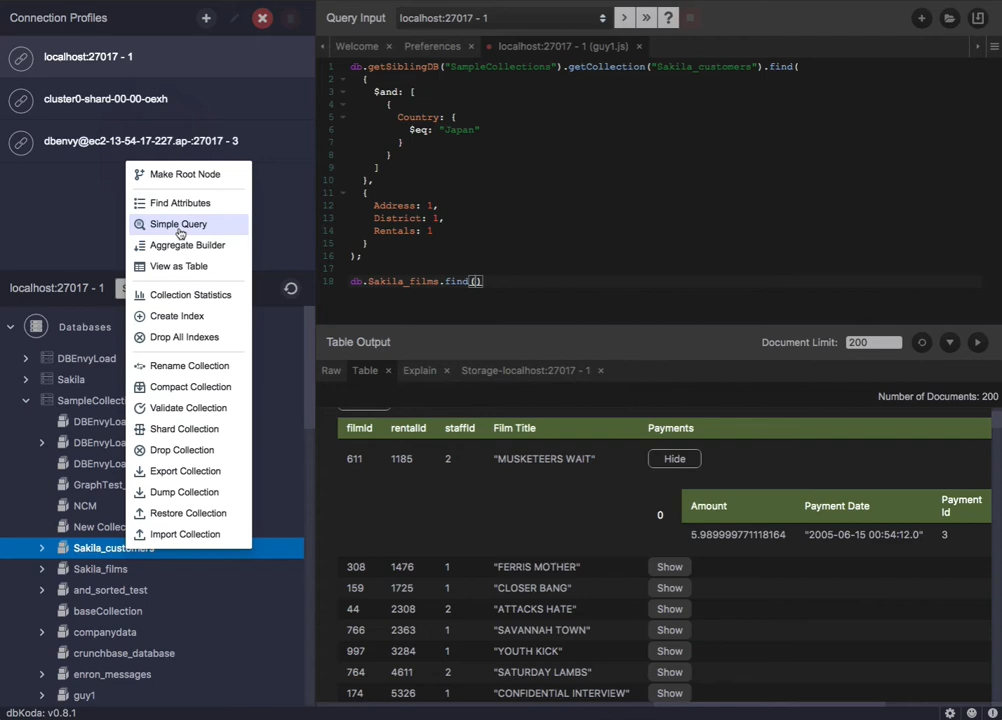 Connection Profiles
localhost:27017 - 1
cluster0-shard-00-00-oexh
dbenvy@ec2-13-54-17-227.ap-:27017 - 3
Make Root Node
Find Attributes
Simple Query
Aggregate Builder
View as Table
Collection Statistics
Create Index
Drop All Indexes
Rename Collection
Compact Collection
Validate Collection
Shard Collection
Drop Collection
Export Collection
Dump Collection
Restore Collection
Import Collection
localhost:27017 - 1
Databases
DBEnvyLoad
Sakila
SampleCollect
DBEnvyLoa
DBEnvyLoa
DBEnvyLoa
GraphTest_
NCM
New Collec
Sakila_customers
Sakila_films
and_sorted_test
baseCollection
companydata
crunchbase_database
enron_messages
guy1
dbKoda: v0.8.1
Query Input
localhost:27017 - 1
?
Welcome ×
Preferences ×
localhost:27017 - 1 (guy1.js) ×
1 db.getSiblingDB("SampleCollections").getCollection("Sakila_customers").find(
2 {
3 $and: [
4 {
5 Country: {
6 $eq: "Japan"
7 }
8 }
9 ]
10 },
11 {
12 Address: 1,
13 District: 1,
14 Rentals: 1
15 }
16 );
17
18 db.Sakila_films.find()
Table Output
Document Limit: 200
Raw
Table ×
Explain ×
Storage-localhost:27017 - 1 ×
Number of Documents: 200
filmId rentalId staffId Film Title Payments
611 1185 2 "MUSKETEERS WAIT" Hide
Amount Payment Date Payment Id
0 5.989999771118164 "2005-06-15 00:54:12.0" 3
308 1476 1 "FERRIS MOTHER" Show
159 1725 1 "CLOSER BANG" Show
44 2308 2 "ATTACKS HATE" Show
766 2363 1 "SAVANNAH TOWN" Show
997 3284 1 "YOUTH KICK" Show
764 4611 2 "SATURDAY LAMBS" Show
174 5326 1 "CONFIDENTIAL INTERVIEW" Show